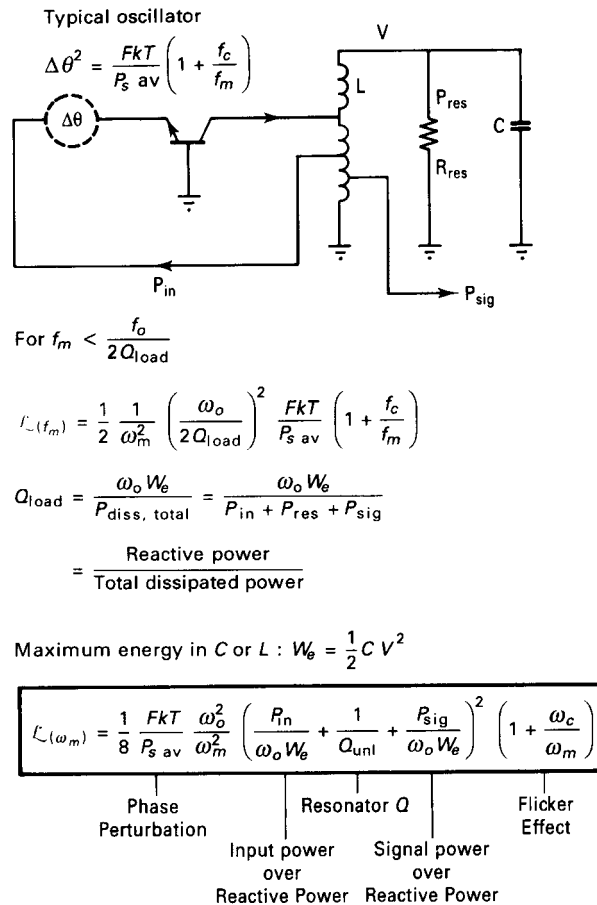 Typical oscillator
Δθ² = FkT / P_s av (1 + f_c / f_m)
Δθ
V
L
P_res
R_res
C
P_in
P_sig
For f_m < f_o / 2Q_load
ℒ(f_m) = 1/2 1/ω_m² (ω_o / 2Q_load)² FkT / P_s av (1 + f_c / f_m)
Q_load = ω_o W_e / P_diss, total = ω_o W_e / P_in + P_res + P_sig
= Reactive power / Total dissipated power
Maximum energy in C or L : W_e = 1/2 C V²
ℒ(ω_m) = 1/8 FkT / P_s av ω_o² / ω_m² (P_in / ω_o W_e + 1 / Q_unl + P_sig / ω_o W_e)² (1 + ω_c / ω_m)
Phase
Perturbation
Resonator Q
Flicker
Effect
Input power
over
Reactive Power
Signal power
over
Reactive Power